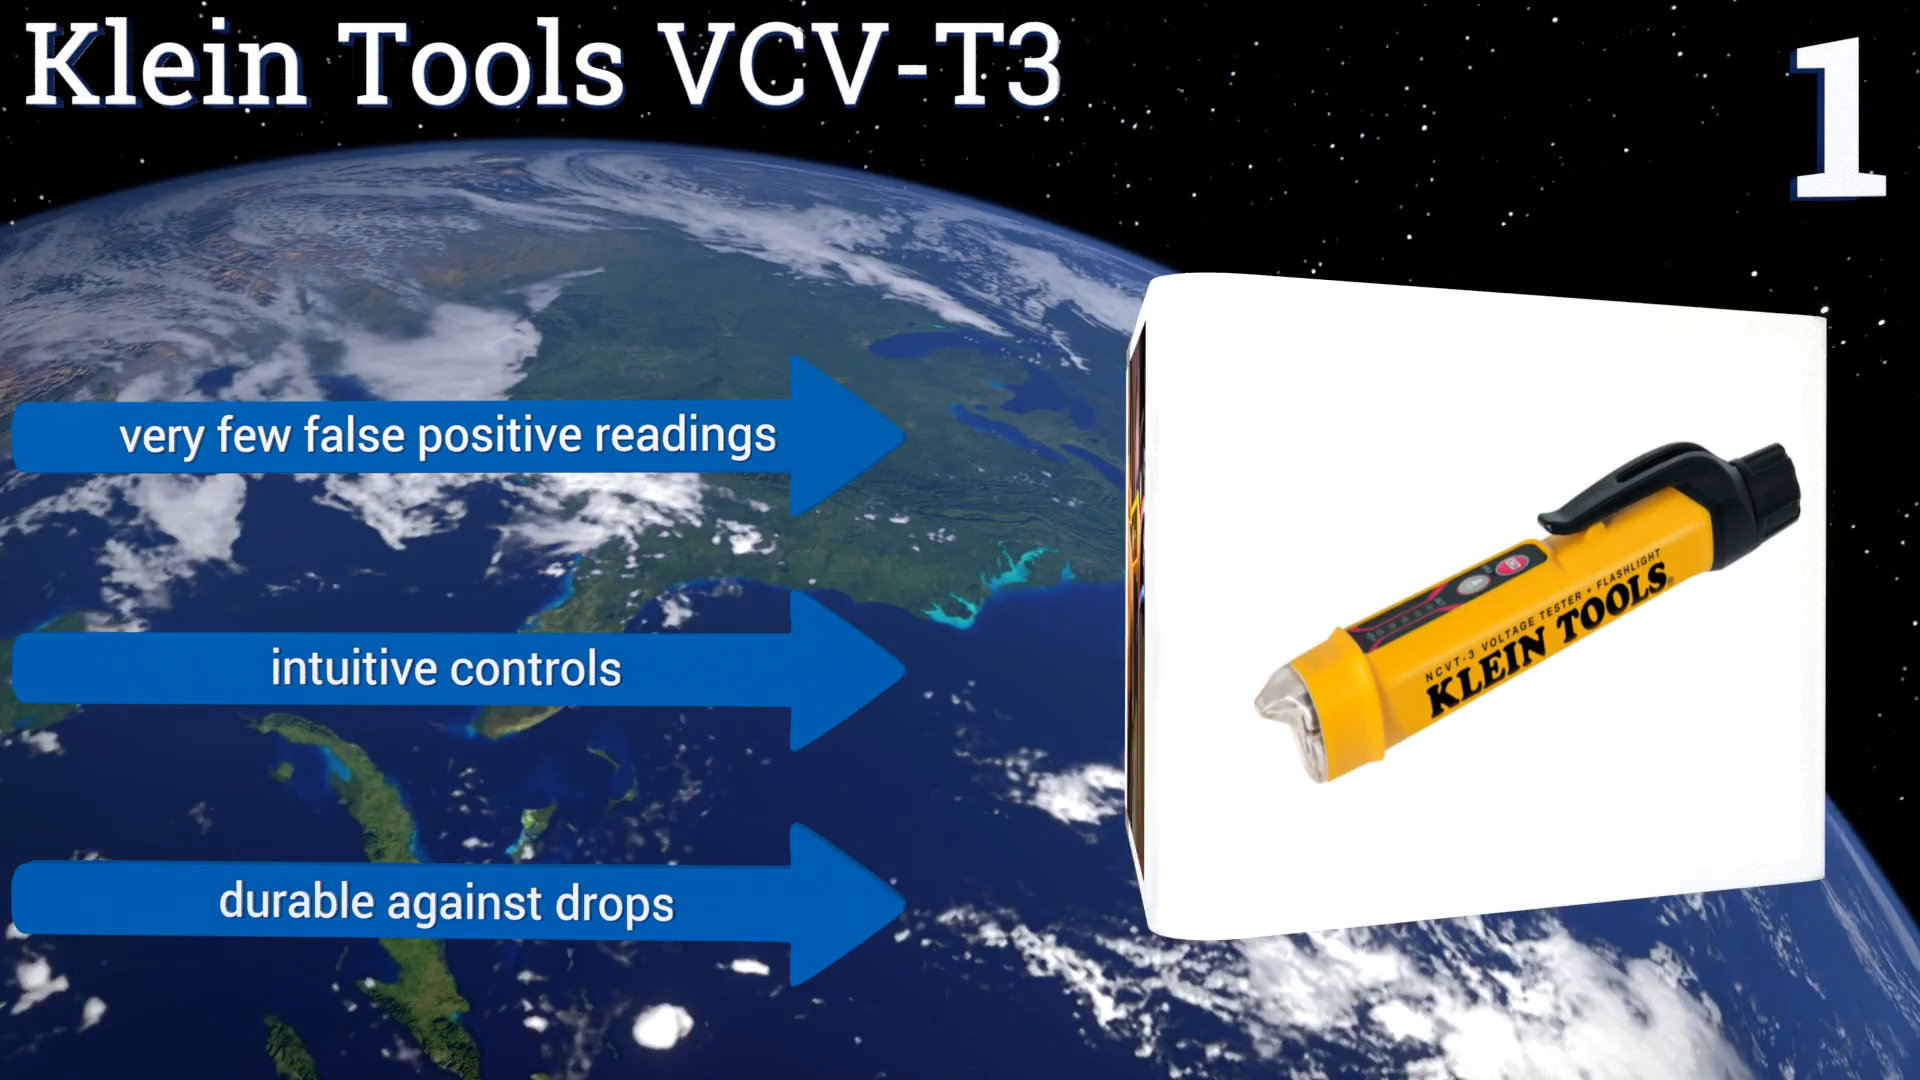 Klein Tools VCV-T3
1
very few false positive readings
intuitive controls
durable against drops
NCVT-3 VOLTAGE TESTER + FLASHLIGHT
KLEIN TOOLS®